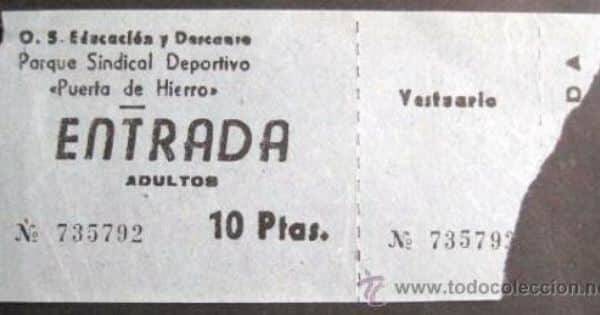 O. S. Educación y Descanso
Parque Sindical Deportivo
«Puerta de Hierro»
ENTRADA
ADULTOS
№ 735792
10 Ptas.
Vestuario
№ 73579
DA
www.todocoleccion.ne